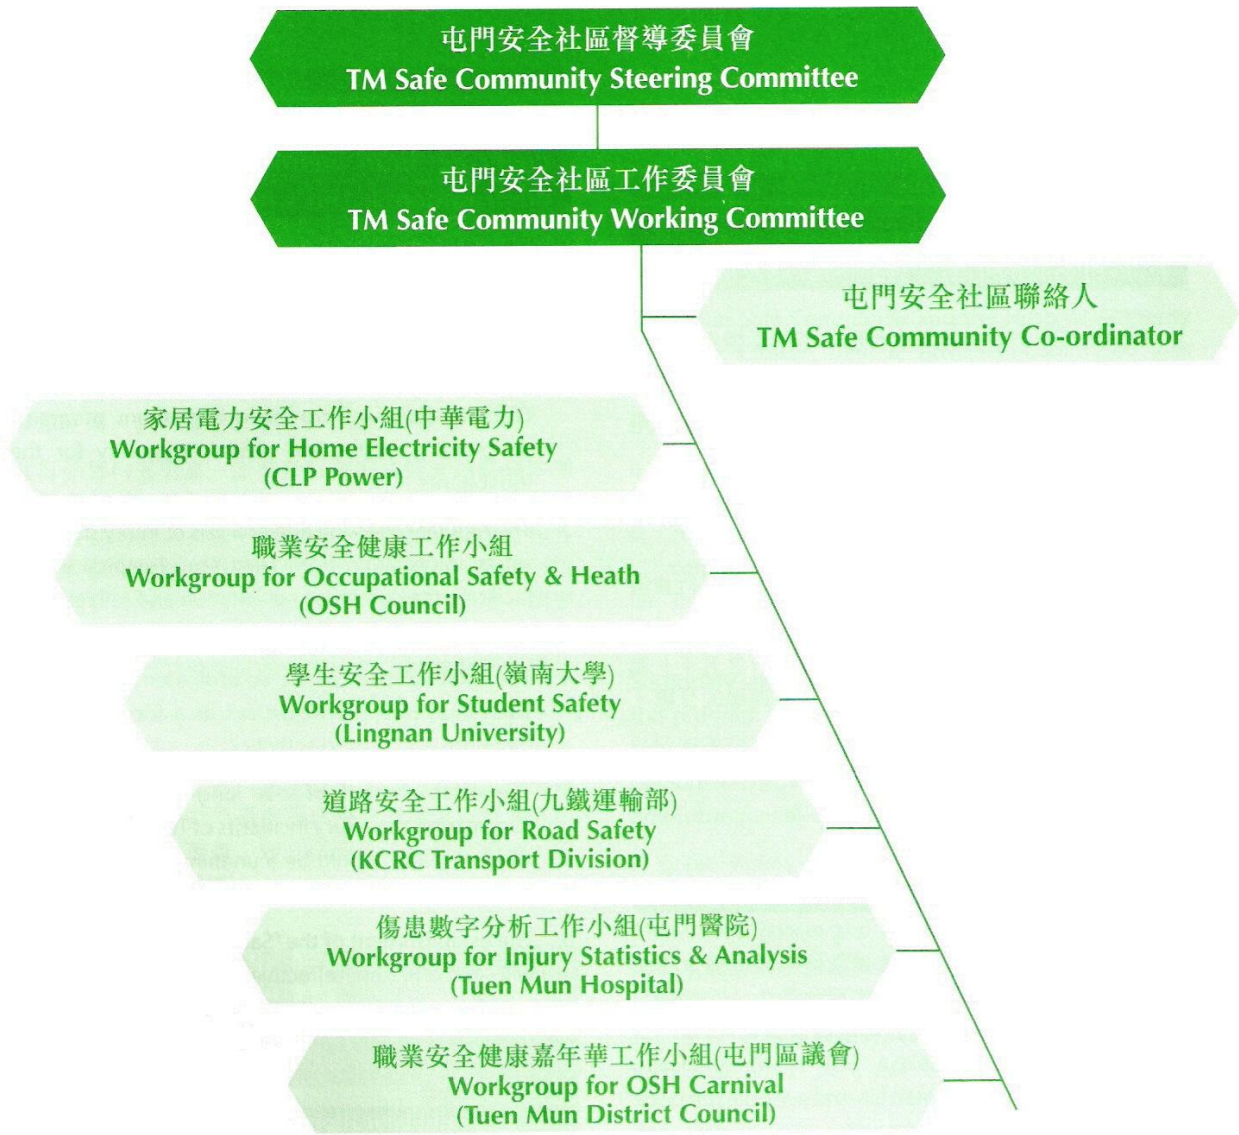 屯門安全社區督導委員會
TM Safe Community Steering Committee
屯門安全社區工作委員會
TM Safe Community Working Committee
屯門安全社區聯絡人
TM Safe Community Co-ordinator
家居電力安全工作小組(中華電力)
Workgroup for Home Electricity Safety
(CLP Power)
職業安全健康工作小組
Workgroup for Occupational Safety & Heath
(OSH Council)
學生安全工作小組(嶺南大學)
Workgroup for Student Safety
(Lingnan University)
道路安全工作小組(九鐵運輸部)
Workgroup for Road Safety
(KCRC Transport Division)
傷患數字分析工作小組(屯門醫院)
Workgroup for Injury Statistics & Analysis
(Tuen Mun Hospital)
職業安全健康嘉年華工作小組(屯門區議會)
Workgroup for OSH Carnival
(Tuen Mun District Council)